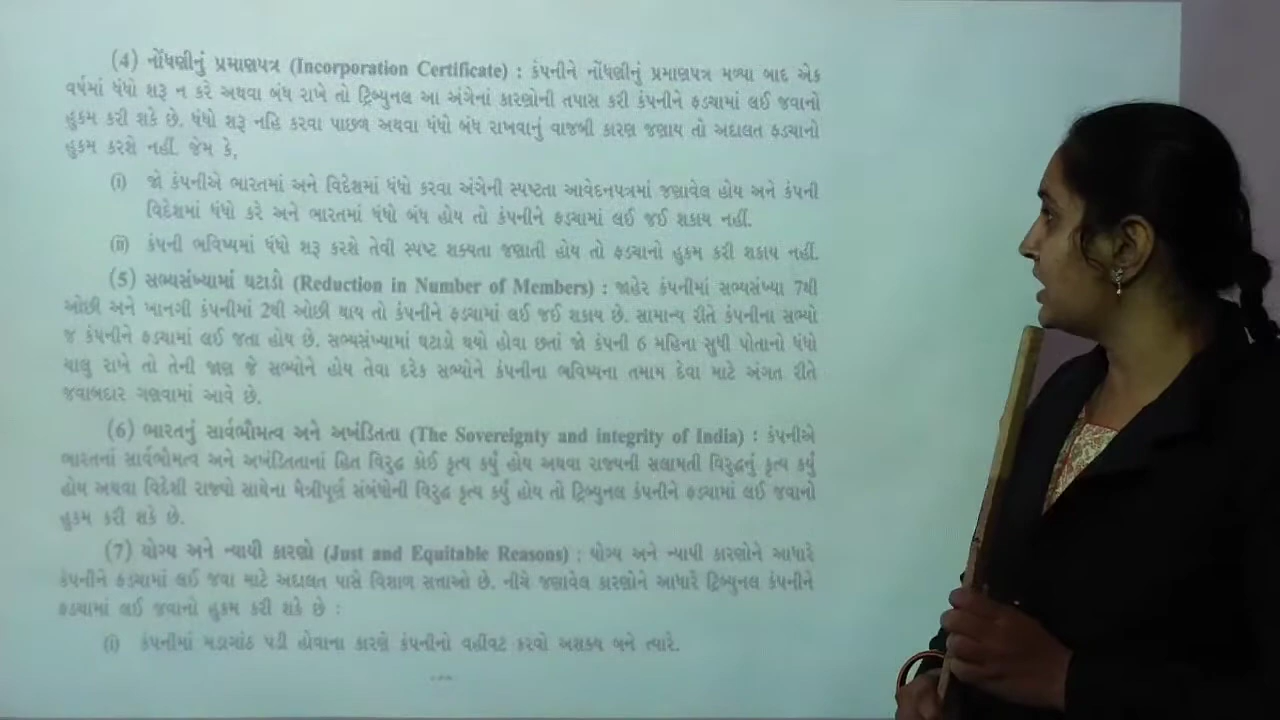 (4) નોંધણીનું પ્રમાણપત્ર (Incorporation Certificate) : કંપનીને નોંધણીનું પ્રમાણપત્ર મળ્યા બાદ એક
વર્ષમાં ધંધો શરૂ ન કરે અથવા બંધ રાખે તો ટ્રિબ્યુનલ આ અંગેનાં કારણોની તપાસ કરી કંપનીને ફડચામાં લઈ જવાનો
હુકમ કરી શકે છે. ધંધો શરૂ નહિ કરવા પાછળ અથવા ધંધો બંધ રાખવાનું વાજબી કારણ જણાય તો અદાલત ફડચાનો
હુકમ કરશે નહીં. જેમ કે,
(i) જો કંપનીએ ભારતમાં અને વિદેશમાં ધંધો કરવા અંગેની સ્પષ્ટતા આવેદનપત્રમાં જણાવેલ હોય અને કંપની
વિદેશમાં ધંધો કરે અને ભારતમાં ધંધો બંધ હોય તો કંપનીને ફડચામાં લઈ જઈ શકાય નહીં.
(ii) કંપની ભવિષ્યમાં ધંધો શરૂ કરશે તેવી સ્પષ્ટ શક્યતા જણાતી હોય તો ફડચાનો હુકમ કરી શકાય નહીં.
(5) સભ્યસંખ્યામાં ઘટાડો (Reduction in Number of Members) : જાહેર કંપનીમાં સભ્યસંખ્યા 7થી
ઓછી અને ખાનગી કંપનીમાં 2થી ઓછી થાય તો કંપનીને ફડચામાં લઈ જઈ શકાય છે. સામાન્ય રીતે કંપનીના સભ્યો
જ કંપનીને ફડચામાં લઈ જતા હોય છે. સભ્યસંખ્યામાં ઘટાડો થયો હોવા છતાં જો કંપની 6 મહિના સુધી પોતાનો ધંધો
ચાલુ રાખે તો તેની જાણ જે સભ્યોને હોય તેવા દરેક સભ્યોને કંપનીના ભવિષ્યના તમામ દેવા માટે અંગત રીતે
જવાબદાર ગણવામાં આવે છે.
(6) ભારતનું સાર્વભૌમત્વ અને અખંડિતતા (The Sovereignty and integrity of India) : કંપનીએ
ભારતનાં સાર્વભૌમત્વ અને અખંડિતતાનાં હિત વિરુદ્ધ કોઈ કૃત્ય કર્યું હોય અથવા રાજ્યની સલામતી વિરુદ્ધનું કૃત્ય કર્યું
હોય અથવા વિદેશી રાજ્યો સાથેના મૈત્રીપૂર્ણ સંબંધોની વિરુદ્ધ કૃત્ય કર્યું હોય તો ટ્રિબ્યુનલ કંપનીને ફડચામાં લઈ જવાનો
હુકમ કરી શકે છે.
(7) યોગ્ય અને ન્યાયી કારણો (Just and Equitable Reasons) : યોગ્ય અને ન્યાયી કારણોને આધારે
કંપનીને ફડચામાં લઈ જવા માટે અદાલત પાસે વિશાળ સત્તાઓ છે. નીચે જણાવેલ કારણોને આધારે ટ્રિબ્યુનલ કંપનીને
ફડચામાં લઈ જવાનો હુકમ કરી શકે છે :
(i) કંપનીમાં મડાગાંઠ પડી હોવાના કારણે કંપનીનો વહીવટ કરવો અશક્ય બને ત્યારે.